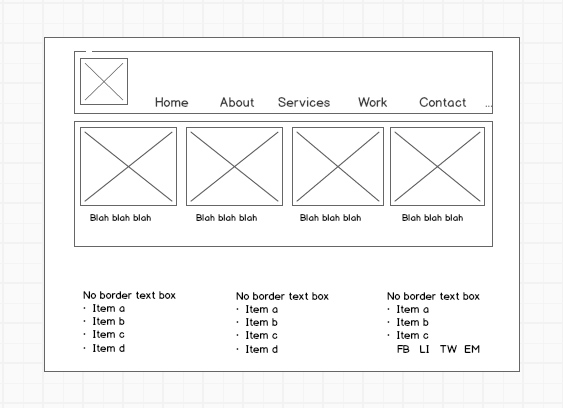 Home About Services Work Contact ...
Blah blah blah Blah blah blah Blah blah blah Blah blah blah
No border text box
· Item a
· Item b
· Item c
· Item d
No border text box
· Item a
· Item b
· Item c
· Item d
No border text box
· Item a
· Item b
· Item c
FB LI TW EM